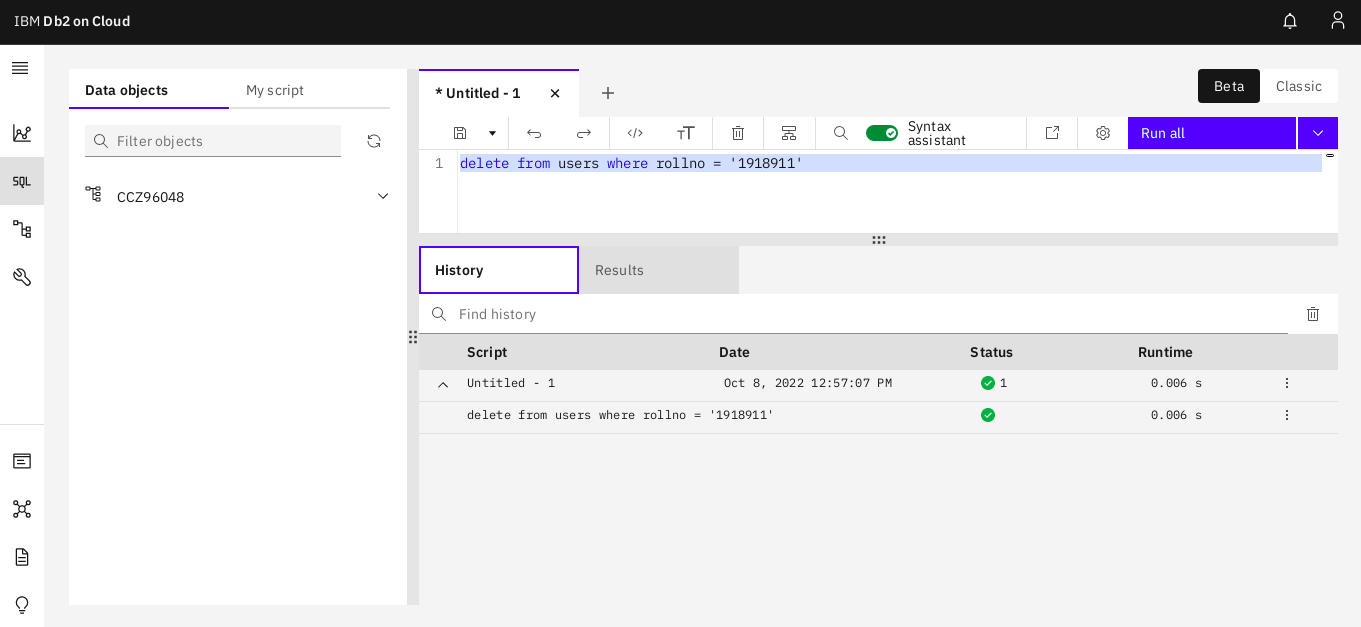 IBM Db2 on Cloud
Data objects
My script
Filter objects
SQL
CCZ96048
* Untitled - 1
Beta
Classic
Syntax
assistant
Run all
1
delete from users where rollno = '1918911'
History
Results
Find history
Script
Date
Status
Runtime
Untitled - 1
Oct 8, 2022 12:57:07 PM
1
0.006 s
delete from users where rollno = '1918911'
0.006 s